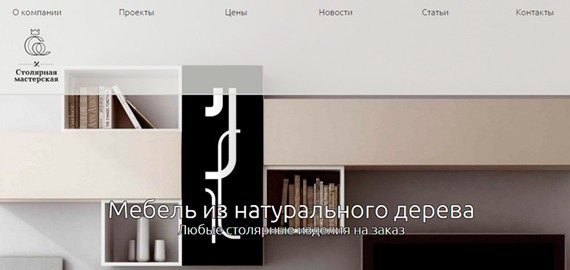 О компании Проекты Цены Новости Статьи Контакты
Столярная
мастерская
Мебель из натурального дерева
Любые столярные изделия на заказ